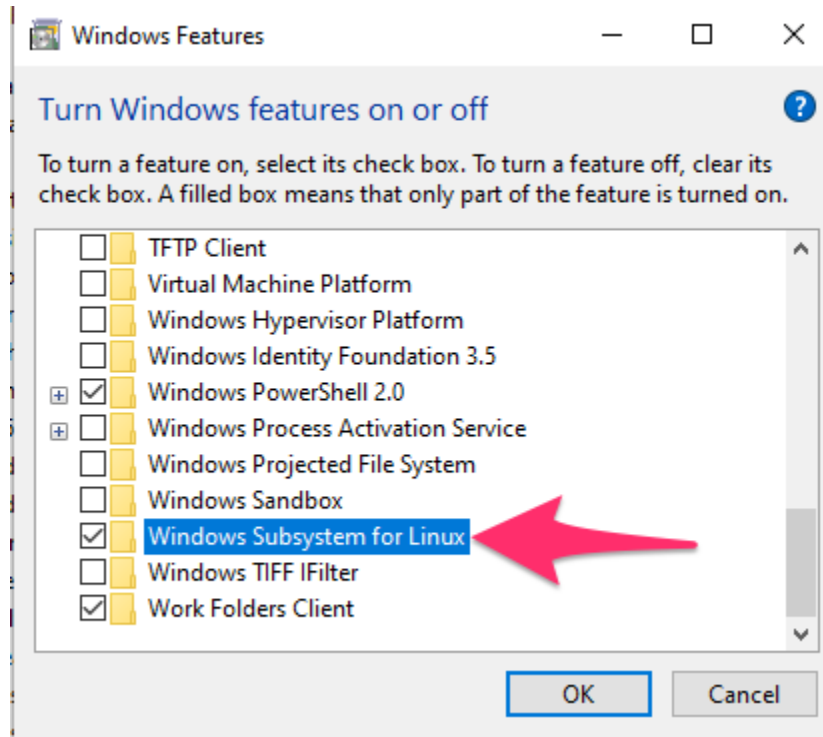 Windows Features
Turn Windows features on or off
To turn a feature on, select its check box. To turn a feature off, clear its
check box. A filled box means that only part of the feature is turned on.
TFTP Client
Virtual Machine Platform
Windows Hypervisor Platform
Windows Identity Foundation 3.5
Windows PowerShell 2.0
Windows Process Activation Service
Windows Projected File System
Windows Sandbox
Windows Subsystem for Linux
Windows TIFF IFilter
Work Folders Client
OK Cancel